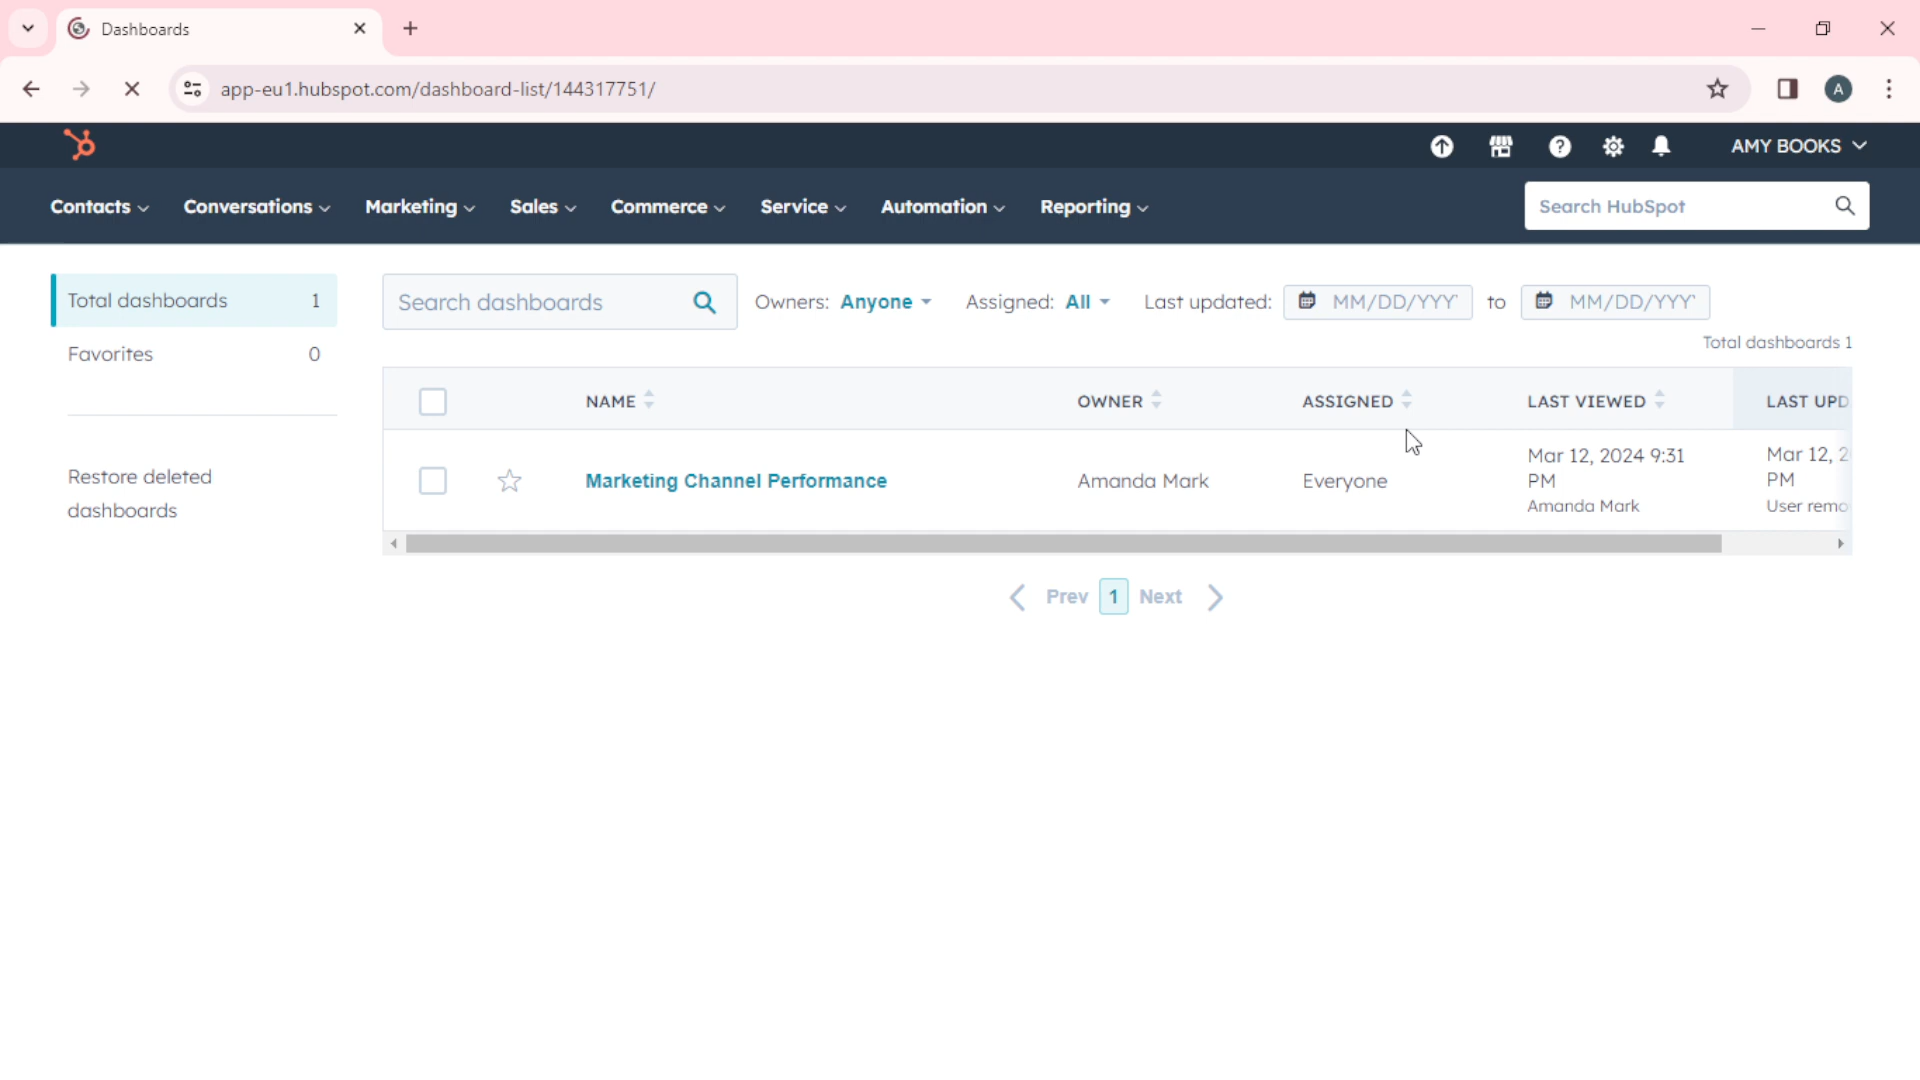 Dashboards
app-eu1.hubspot.com/dashboard-list/144317751/
A
AMY BOOKS
Contacts Conversations Marketing Sales Commerce Service Automation Reporting Search HubSpot
Total dashboards 1
Favorites 0
Restore deleted
dashboards
Search dashboards Owners: Anyone Assigned: All Last updated: MM/DD/YYY to MM/DD/YYY
Total dashboards 1
NAME OWNER ASSIGNED LAST VIEWED LAST UPD
Marketing Channel Performance Amanda Mark Everyone
Mar 12, 2024 9:31
PM
Amanda Mark
Mar 12, 2
PM
User remo
Prev 1 Next